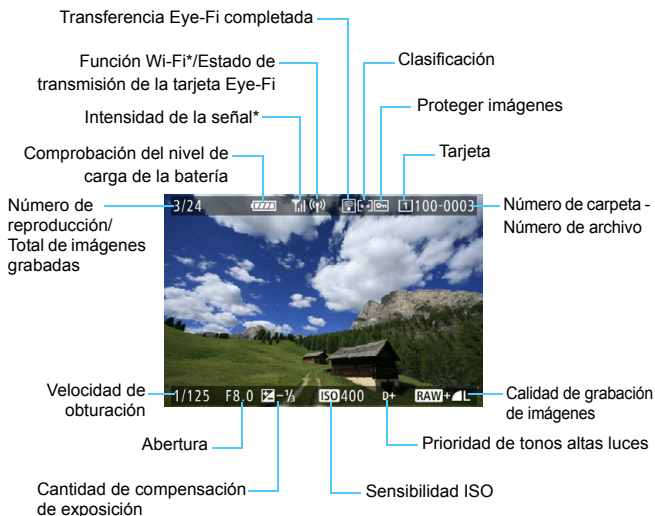 Transferencia Eye-Fi completada
Función Wi-Fi*/Estado de
transmisión de la tarjeta Eye-Fi
Clasificación
Intensidad de la señal*
Proteger imágenes
Comprobación del nivel de
carga de la batería
Tarjeta
Número de
reproducción/
Total de imágenes
grabadas
3/24
1 100-0003
Número de carpeta -
Número de archivo
Velocidad de
obturación
1/125 F8.0 -⅓ ISO 400 D+ RAW+L
Calidad de grabación
de imágenes
Abertura
Prioridad de tonos altas luces
Cantidad de compensación
de exposición
Sensibilidad ISO